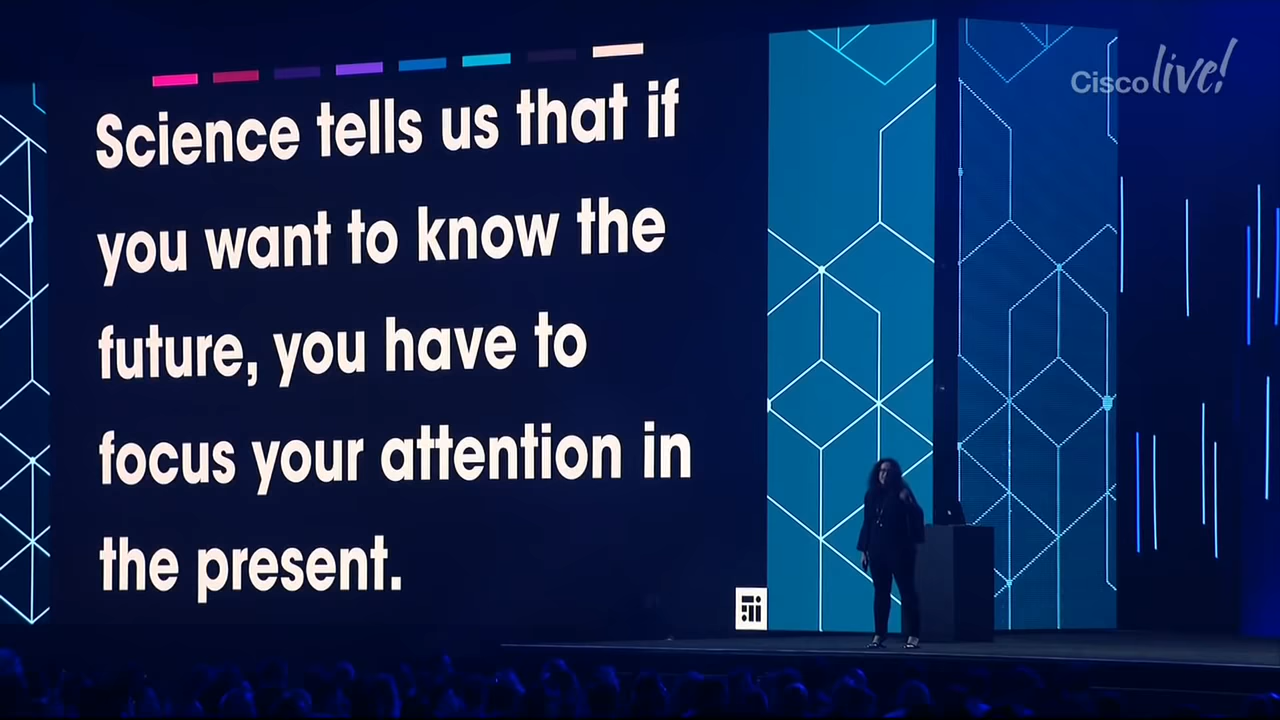 Cisco live!
Science tells us that if
you want to know the
future, you have to
focus your attention in
the present.